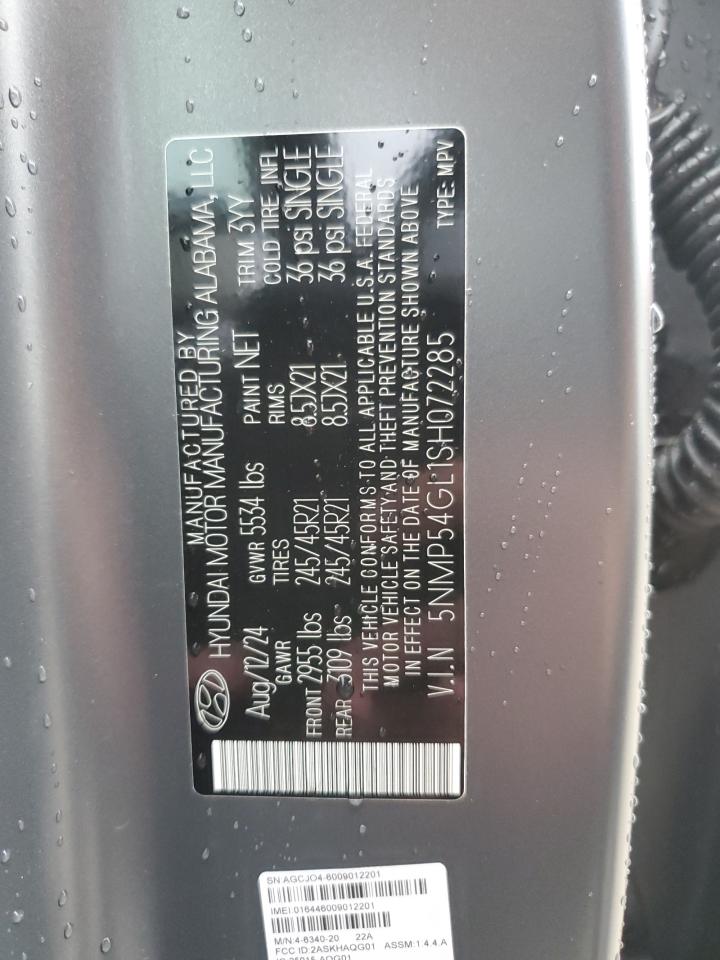 MANUFACTURED BY
HYUNDAI MOTOR MANUFACTURING ALABAMA, LLC
Aug/12/24 GVWR 5534 lbs PAINT NET TRIM 3YY
GAWR TIRES RIMS COLD TIRE. INFL
FRONT 2955 lbs 245/45R21 8.5JX21 36 psi SINGLE
REAR 3109 lbs 245/45R21 8.5JX21 36 psi SINGLE
THIS VEHICLE CONFORMS TO ALL APPLICABLE U.S.A. FEDERAL
MOTOR VEHICLE SAFETY AND THEFT PREVENTION STANDARDS
IN EFFECT ON THE DATE OF MANUFACTURE SHOWN ABOVE
V.I.N 5NMP54GL1SH072285 TYPE: MPV
SN:AGCJO4-6009012201
IMEI:016446009012201
M/N:4-6340-20 22A
FCC ID:2ASKHAQG01 ASSM:1.4.4.A